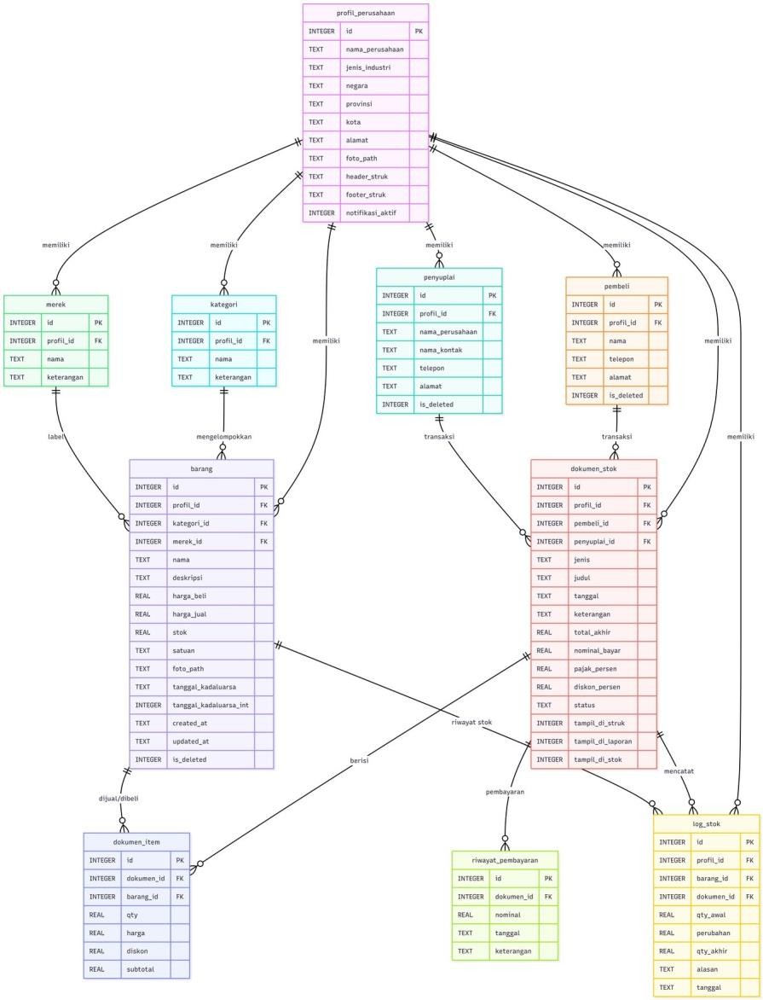 profil_perusahaan
INTEGER id PK
TEXT nama_perusahaan
TEXT jenis_industri
TEXT negara
TEXT provinsi
TEXT kota
TEXT alamat
TEXT foto_path
TEXT header_struk
TEXT footer_struk
INTEGER notifikasi_aktif
memiliki
memiliki
memiliki
memiliki
memiliki
memiliki
memiliki
merek
INTEGER id PK
INTEGER profil_id FK
TEXT nama
TEXT keterangan
kategori
INTEGER id PK
INTEGER profil_id FK
TEXT nama
TEXT keterangan
penyuplai
INTEGER id PK
INTEGER profil_id FK
TEXT nama_perusahaan
TEXT nama_kontak
TEXT telepon
TEXT alamat
INTEGER is_deleted
pembeli
INTEGER id PK
INTEGER profil_id FK
TEXT nama
TEXT telepon
TEXT alamat
INTEGER is_deleted
label
mengelompokkan
transaksi
transaksi
barang
INTEGER id PK
INTEGER profil_id FK
INTEGER kategori_id FK
INTEGER merek_id FK
TEXT nama
TEXT deskripsi
REAL harga_beli
REAL harga_jual
REAL stok
TEXT satuan
TEXT foto_path
TEXT tanggal_kadaluarsa
INTEGER tanggal_kadaluarsa_int
TEXT created_at
TEXT updated_at
INTEGER is_deleted
dokumen_stok
INTEGER id PK
INTEGER profil_id FK
INTEGER pembeli_id FK
INTEGER penyuplai_id FK
TEXT jenis
TEXT judul
TEXT tanggal
TEXT keterangan
REAL total_akhir
REAL nominal_bayar
REAL pajak_persen
REAL diskon_persen
TEXT status
INTEGER tampil_di_struk
INTEGER tampil_di_laporan
INTEGER tampil_di_stok
riwayat stok
berisi
mencatat
pembayaran
dijual/dibeli
dokumen_item
INTEGER id PK
INTEGER dokumen_id FK
INTEGER barang_id FK
REAL qty
REAL harga
REAL diskon
REAL subtotal
riwayat_pembayaran
INTEGER id PK
INTEGER dokumen_id FK
REAL nominal
TEXT tanggal
TEXT keterangan
log_stok
INTEGER id PK
INTEGER profil_id FK
INTEGER barang_id FK
INTEGER dokumen_id FK
REAL qty_awal
REAL perubahan
REAL qty_akhir
TEXT alasan
TEXT tanggal